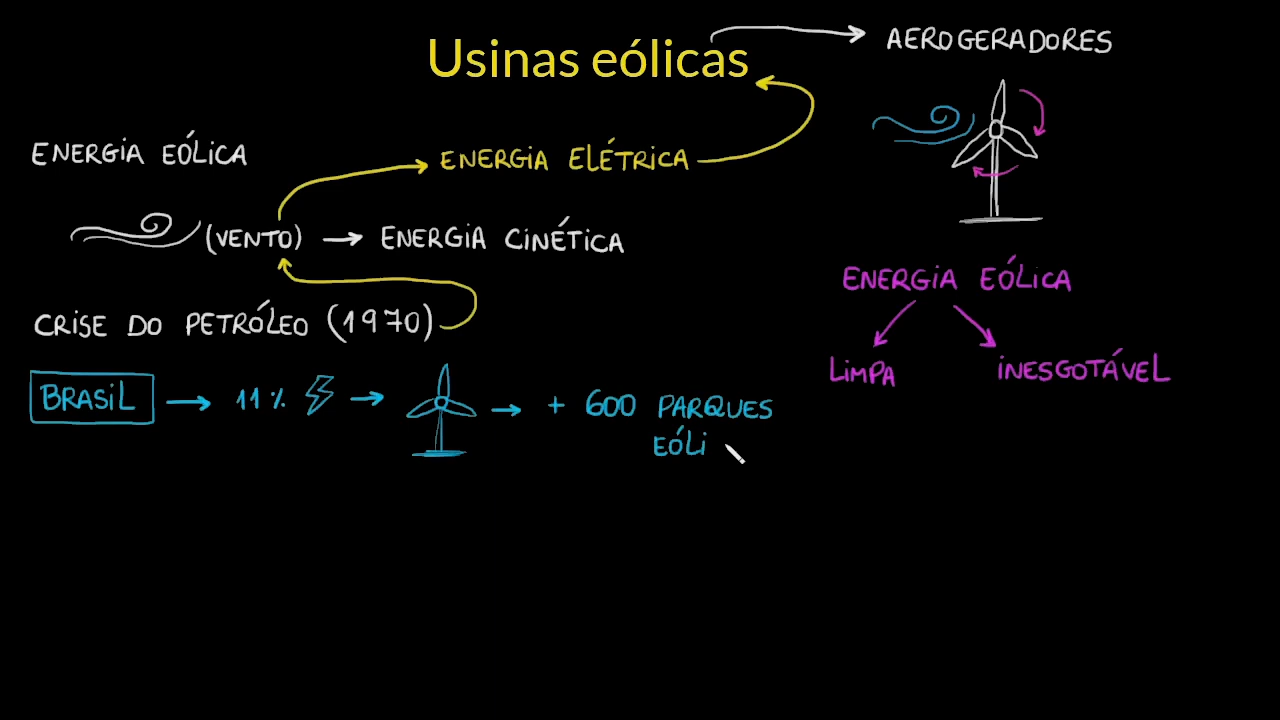 Usinas eólicas
AEROGERADORES
ENERGIA EÓLICA
ENERGIA ELÉTRICA
(VENTO) → ENERGIA CINÉTICA
CRISE DO PETRÓLEO (1970)
ENERGIA EÓLICA
LIMPA
INESGOTÁVEL
BRASIL → 11% → → + 600 PARQUES
EÓLI